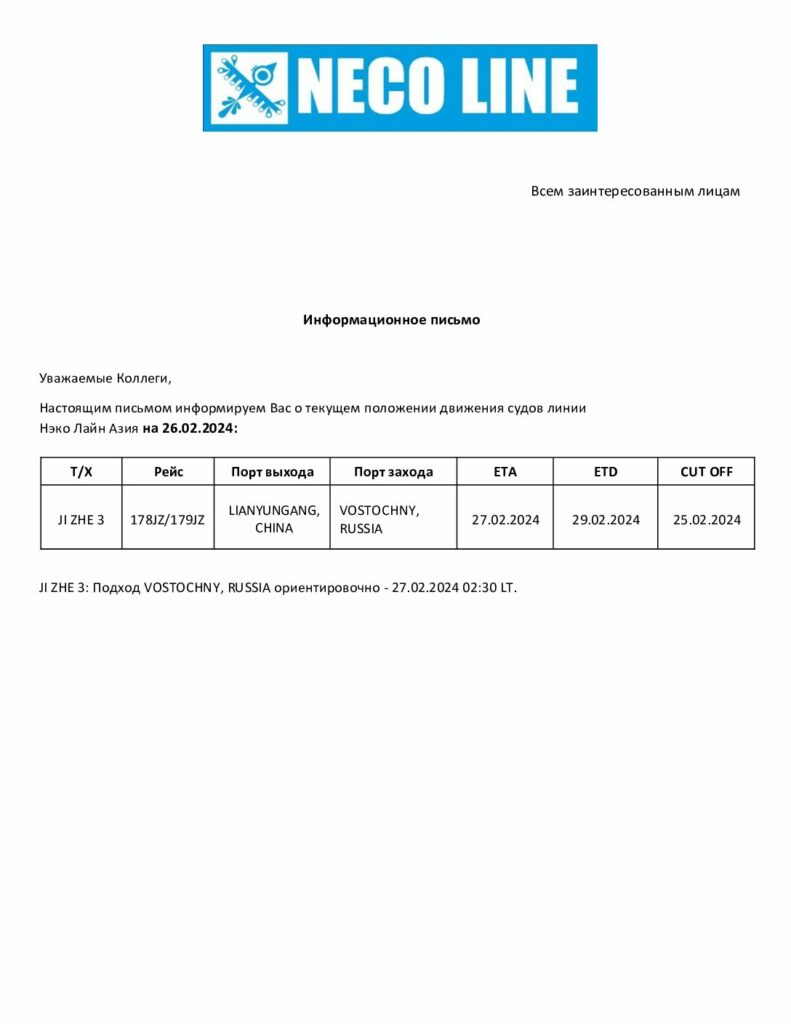 NECO LINE
Всем заинтересованным лицам
Информационное письмо
Уважаемые Коллеги,
Настоящим письмом информируем Вас о текущем положении движения судов линии
Нэко Лайн Азия на 26.02.2024:
Т/Х Рейс Порт выхода Порт захода ETA ETD CUT OFF
JI ZHE 3 178JZ/179JZ LIANYUNGANG, CHINA VOSTOCHNY, RUSSIA 27.02.2024 29.02.2024 25.02.2024
JI ZHE 3: Подход VOSTOCHNY, RUSSIA ориентировочно - 27.02.2024 02:30 LT.